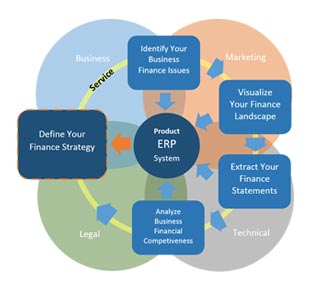 Identify Your
Business
Finance Issues
Business
Marketing
Service
Visualize
Your Finance
Landscape
Define Your
Finance Strategy
Product
ERP
System
Extract Your
Finance
Statements
Analyze
Business
Financial
Competiveness
Legal
Technical